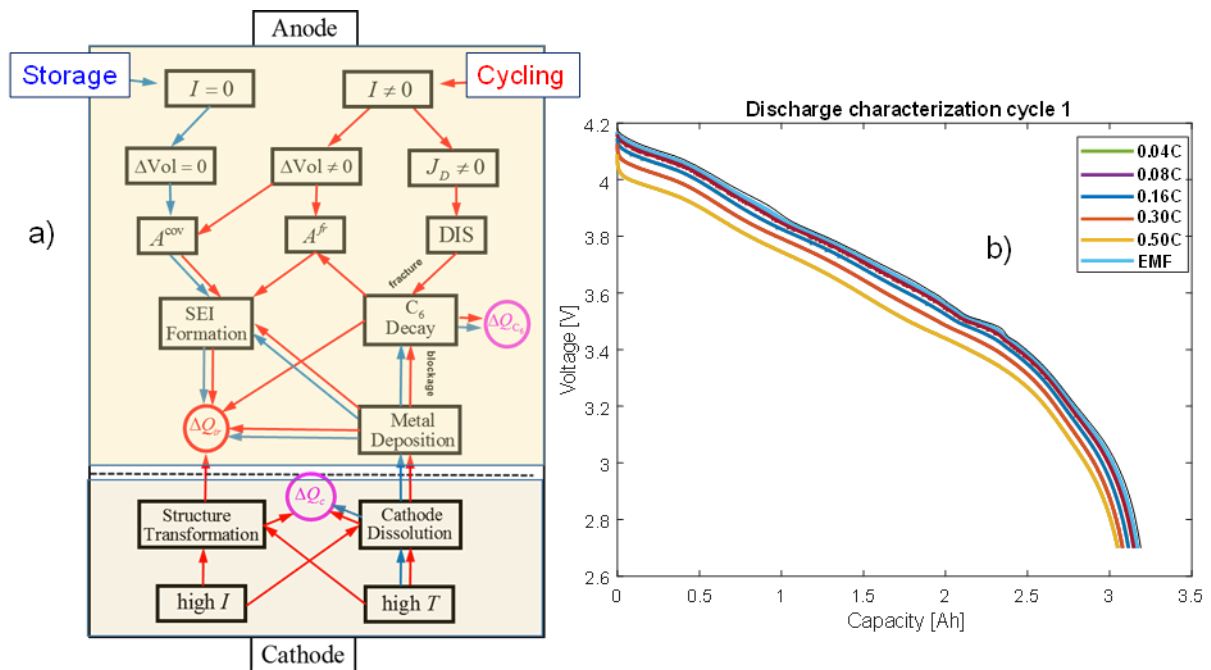 Anode
Storage
Cycling
I = 0
I ≠ 0
ΔVol = 0
ΔVol ≠ 0
J_D ≠ 0
A^cov
A^fr
DIS
fracture
SEI
Formation
C₆
Decay
ΔQ_C₆
blockage
ΔQ_ir
Metal
Deposition
a)
ΔQ_c
Structure
Transformation
Cathode
Dissolution
high I
high T
Cathode
Discharge characterization cycle 1
4.2
4
3.8
3.6
3.4
3.2
3
2.8
2.6
Voltage [V]
0.04C
0.08C
0.16C
0.30C
0.50C
EMF
b)
0
0.5
1
1.5
2
2.5
3
3.5
Capacity [Ah]